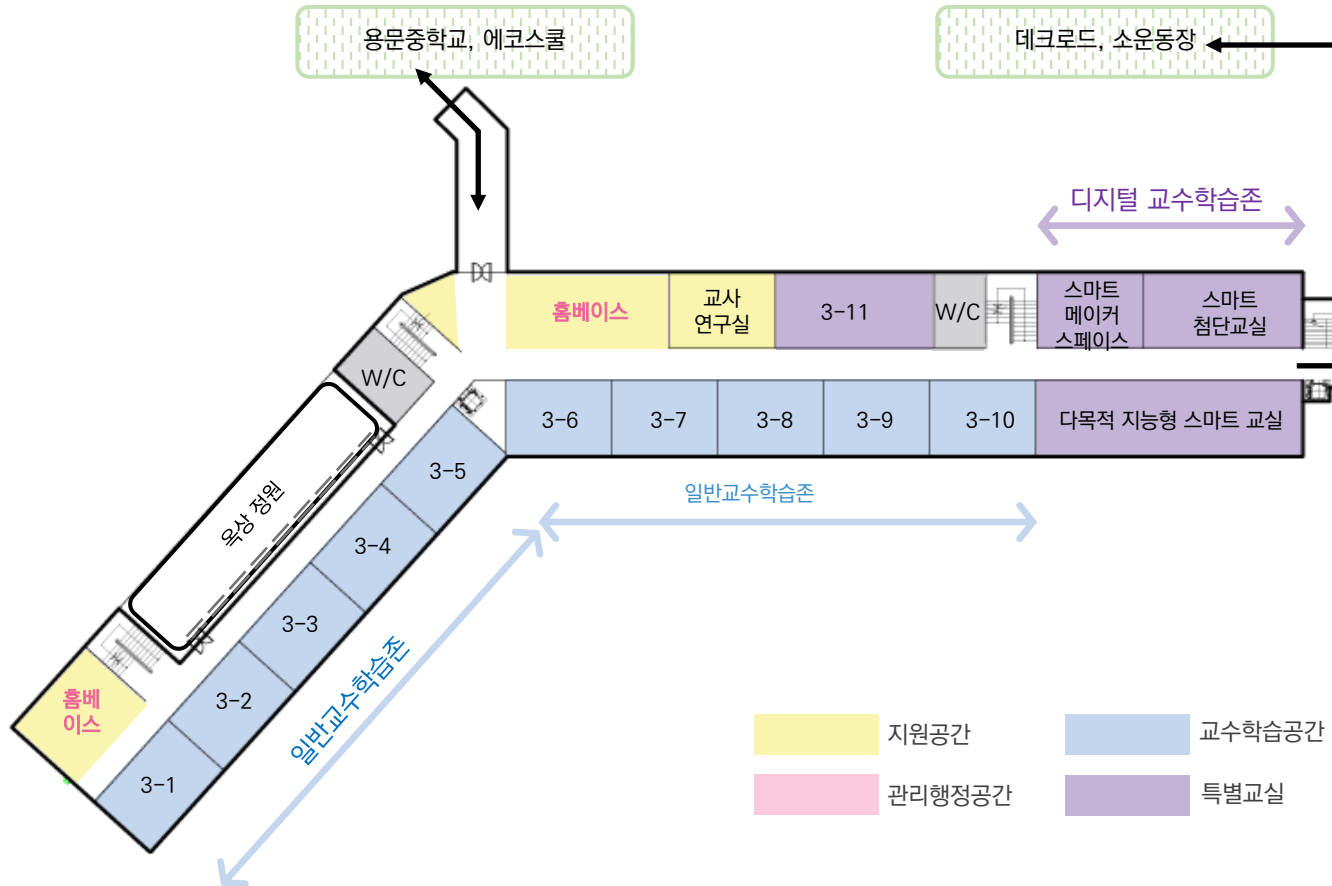 용문중학교, 에코스쿨
데크로드, 소운동장
디지털 교수학습존
홈베이스
교사
연구실
3-11
W/C
스마트
메이커
스페이스
스마트
첨단교실
W/C
3-6
3-7
3-8
3-9
3-10
다목적 지능형 스마트 교실
3-5
일반교수학습존
옥상 정원
3-4
3-3
3-2
홈베
이스
일반교수학습존
3-1
지원공간
교수학습공간
관리행정공간
특별교실